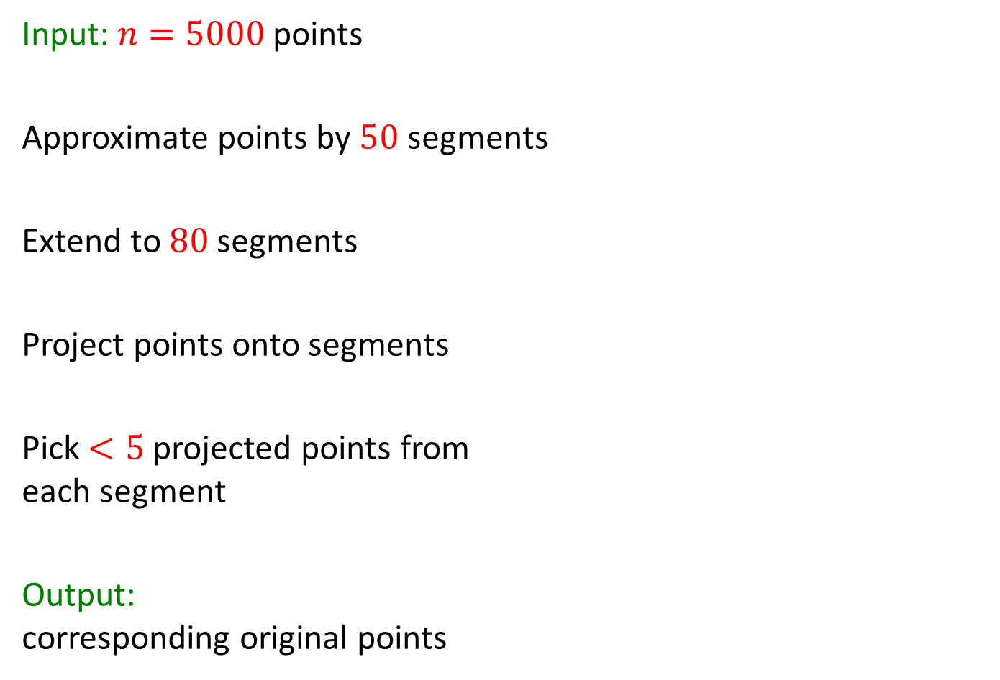 Input: n = 5000 points
Approximate points by 50 segments
Extend to 80 segments
Project points onto segments
Pick < 5 projected points from
each segment
Output:
corresponding original points